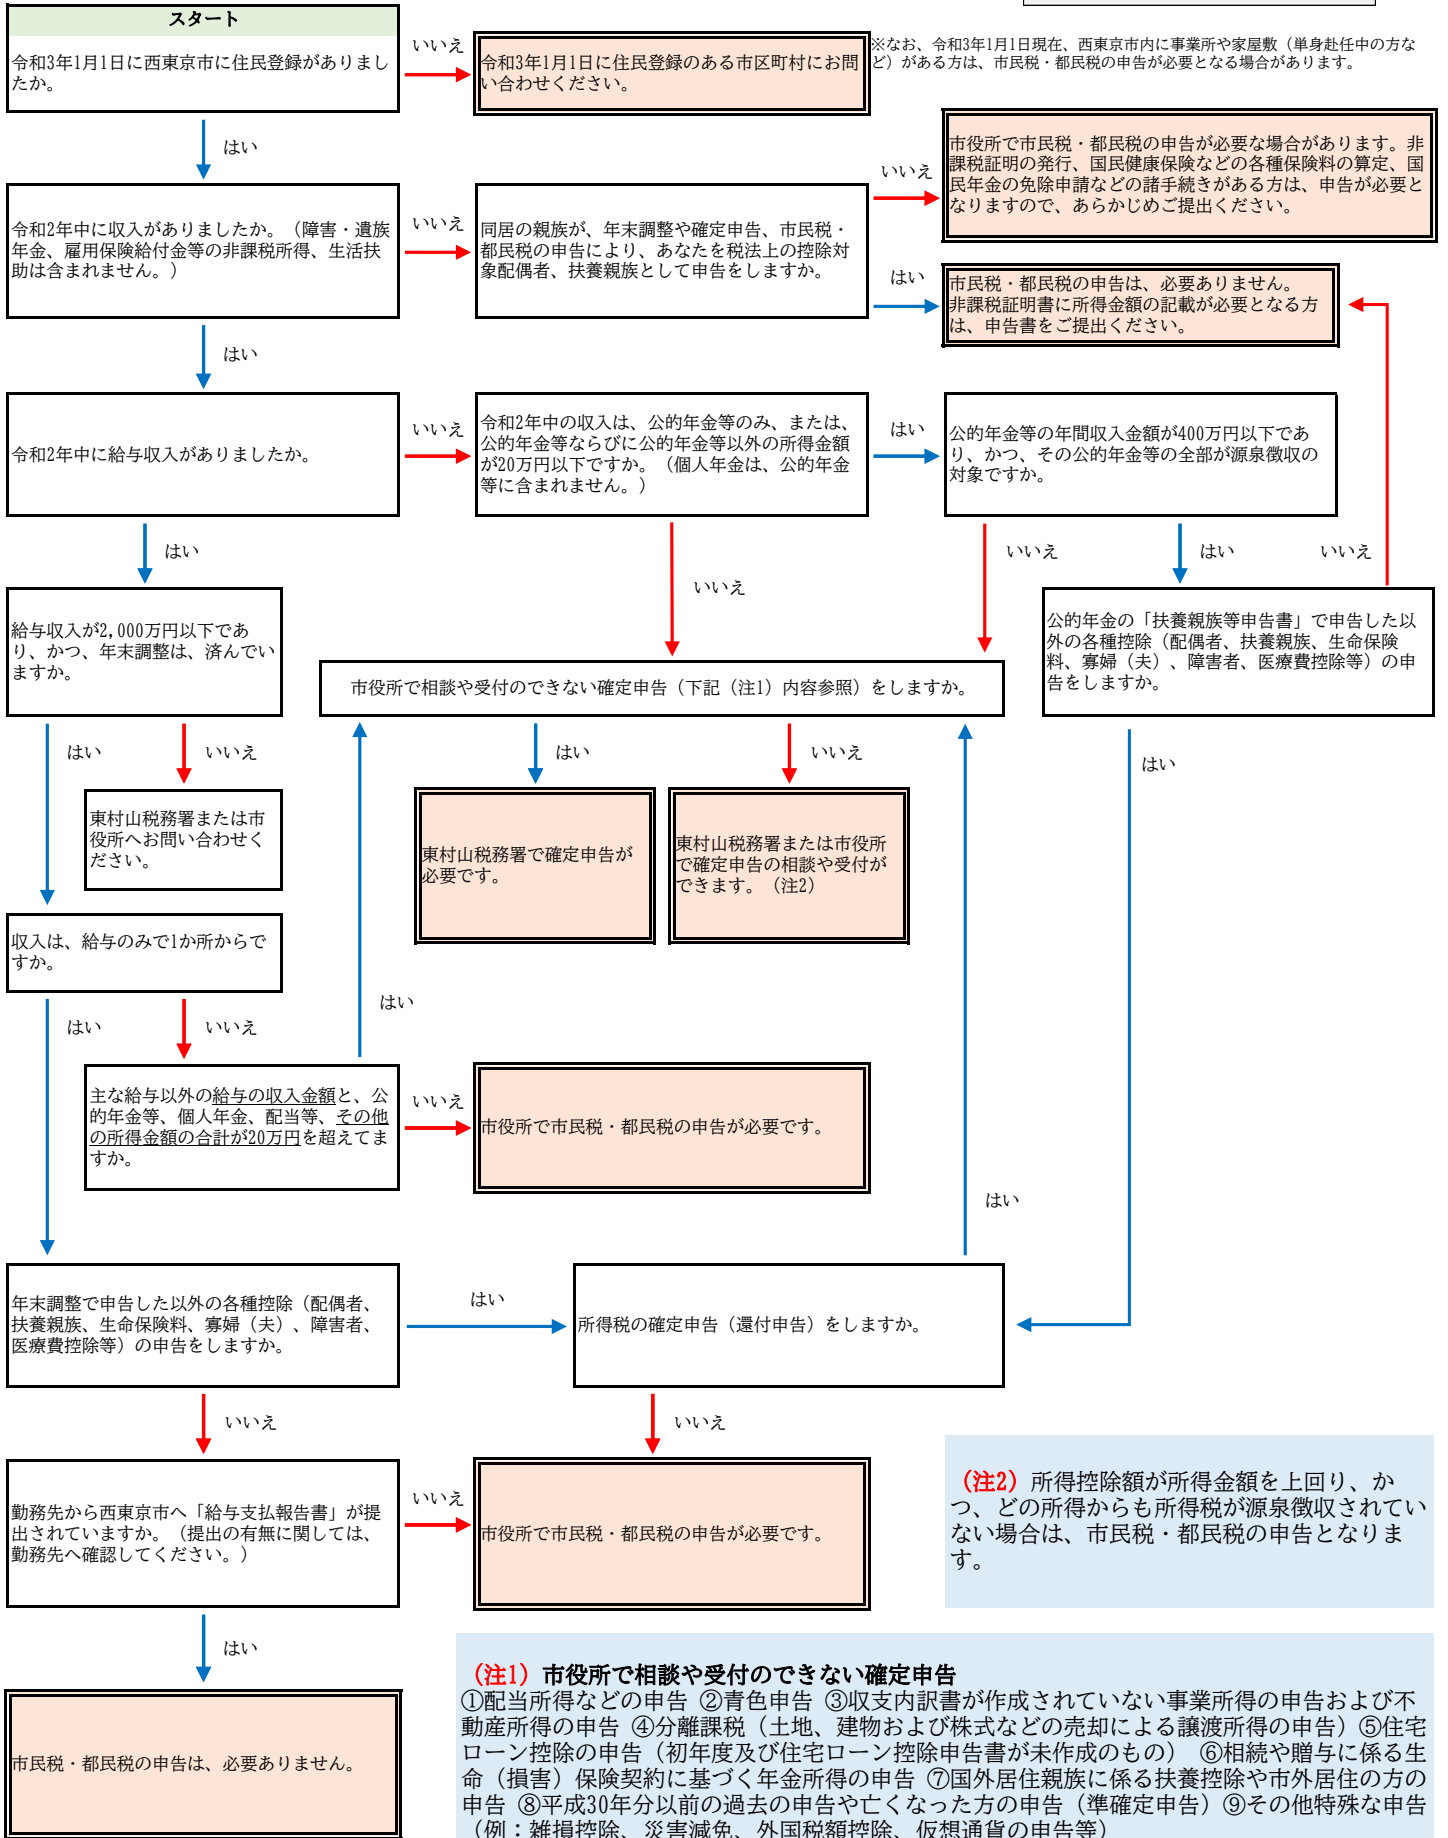 スタート
令和3年1月1日に西東京市に住民登録がありまし
たか。
いいえ
令和3年1月1日に住民登録のある市区町村にお問
い合わせください。
※なお、令和3年1月1日現在、西東京市内に事業所や家屋敷（単身赴任中の方な
ど）がある方は、市民税・都民税の申告が必要となる場合があります。
はい
令和2年中に収入がありましたか。（障害・遺族
年金、雇用保険給付金等の非課税所得、生活扶
助は含まれません。）
いいえ
同居の親族が、年末調整や確定申告、市民税・
都民税の申告により、あなたを税法上の控除対
象配偶者、扶養親族として申告をしますか。
いいえ
市役所で市民税・都民税の申告が必要な場合があります。非
課税証明の発行、国民健康保険などの各種保険料の算定、国
民年金の免除申請などの諸手続きがある方は、申告が必要と
なりますので、あらかじめご提出ください。
はい
市民税・都民税の申告は、必要ありません。
非課税証明書に所得金額の記載が必要となる方
は、申告書をご提出ください。
はい
令和2年中に給与収入がありましたか。
いいえ
令和2年中の収入は、公的年金等のみ、または、
公的年金等ならびに公的年金等以外の所得金額
が20万円以下ですか。（個人年金は、公的年金
等に含まれません。）
はい
公的年金等の年間収入金額が400万円以下であ
り、かつ、その公的年金等の全部が源泉徴収の
対象ですか。
はい
いいえ
いいえ
はい
いいえ
給与収入が2,000万円以下であ
り、かつ、年末調整は、済んでい
ますか。
市役所で相談や受付のできない確定申告（下記（注1）内容参照）をしますか。
公的年金の「扶養親族等申告書」で申告した以
外の各種控除（配偶者、扶養親族、生命保険
料、寡婦（夫）、障害者、医療費控除等）の申
告をしますか。
はい
いいえ
はい
いいえ
はい
東村山税務署または市
役所へお問い合わせく
ださい。
東村山税務署で確定申告が
必要です。
東村山税務署または市役所
で確定申告の相談や受付が
できます。（注2）
収入は、給与のみで1か所からで
すか。
はい
はい
いいえ
主な給与以外の給与の収入金額と、公
的年金等、個人年金、配当等、その他
の所得金額の合計が20万円を超えてま
すか。
いいえ
市役所で市民税・都民税の申告が必要です。
はい
年末調整で申告した以外の各種控除（配偶者、
扶養親族、生命保険料、寡婦（夫）、障害者、
医療費控除等）の申告をしますか。
はい
所得税の確定申告（還付申告）をしますか。
いいえ
いいえ
勤務先から西東京市へ「給与支払報告書」が提
出されていますか。（提出の有無に関しては、
勤務先へ確認してください。）
いいえ
市役所で市民税・都民税の申告が必要です。
（注2）所得控除額が所得金額を上回り、か
つ、どの所得からも所得税が源泉徴収されてい
ない場合は、市民税・都民税の申告となりま
す。
はい
市民税・都民税の申告は、必要ありません。
（注1）市役所で相談や受付のできない確定申告
①配当所得などの申告 ②青色申告 ③収支内訳書が作成されていない事業所得の申告および不
動産所得の申告 ④分離課税（土地、建物および株式などの売却による譲渡所得の申告）⑤住宅
ローン控除の申告（初年度及び住宅ローン控除申告書が未作成のもの） ⑥相続や贈与に係る生
命（損害）保険契約に基づく年金所得の申告 ⑦国外居住親族に係る扶養控除や市外居住の方の
申告 ⑧平成30年分以前の過去の申告や亡くなった方の申告（準確定申告）⑨その他特殊な申告
（例：雑損控除、災害減免、外国税額控除、仮想通貨の申告等）